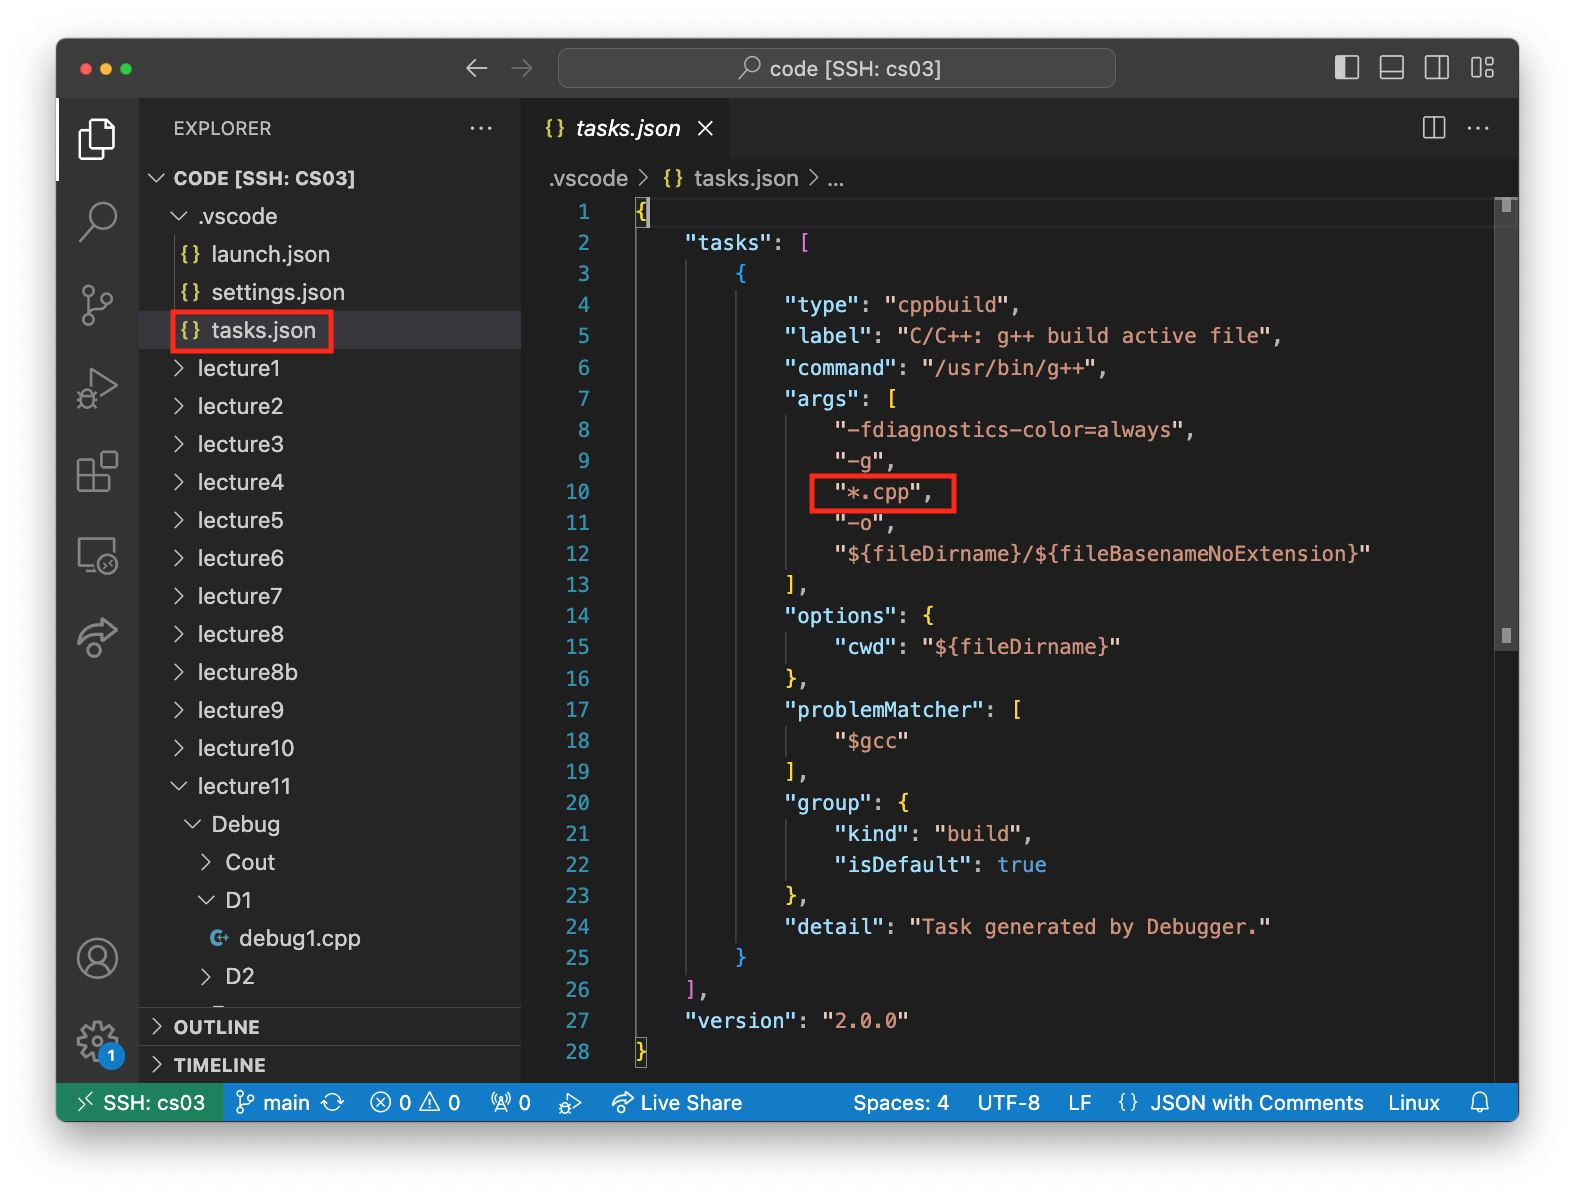 code [SSH: cs03]
EXPLORER
CODE [SSH: CS03]
.vscode
{} launch.json
{} settings.json
{} tasks.json
lecture1
lecture2
lecture3
lecture4
lecture5
lecture6
lecture7
lecture8
lecture8b
lecture9
lecture10
lecture11
Debug
Cout
D1
C++ debug1.cpp
D2
OUTLINE
TIMELINE
1
{} tasks.json
.vscode > {} tasks.json > ...
1 {
2 "tasks": [
3 {
4 "type": "cppbuild",
5 "label": "C/C++: g++ build active file",
6 "command": "/usr/bin/g++",
7 "args": [
8 "-fdiagnostics-color=always",
9 "-g",
10 "*.cpp",
11 "-o",
12 "${fileDirname}/${fileBasenameNoExtension}"
13 ],
14 "options": {
15 "cwd": "${fileDirname}"
16 },
17 "problemMatcher": [
18 "$gcc"
19 ],
20 "group": {
21 "kind": "build",
22 "isDefault": true
23 },
24 "detail": "Task generated by Debugger."
25 }
26 ],
27 "version": "2.0.0"
28 }
SSH: cs03 main 0 0 0 Live Share Spaces: 4 UTF-8 LF {} JSON with Comments Linux